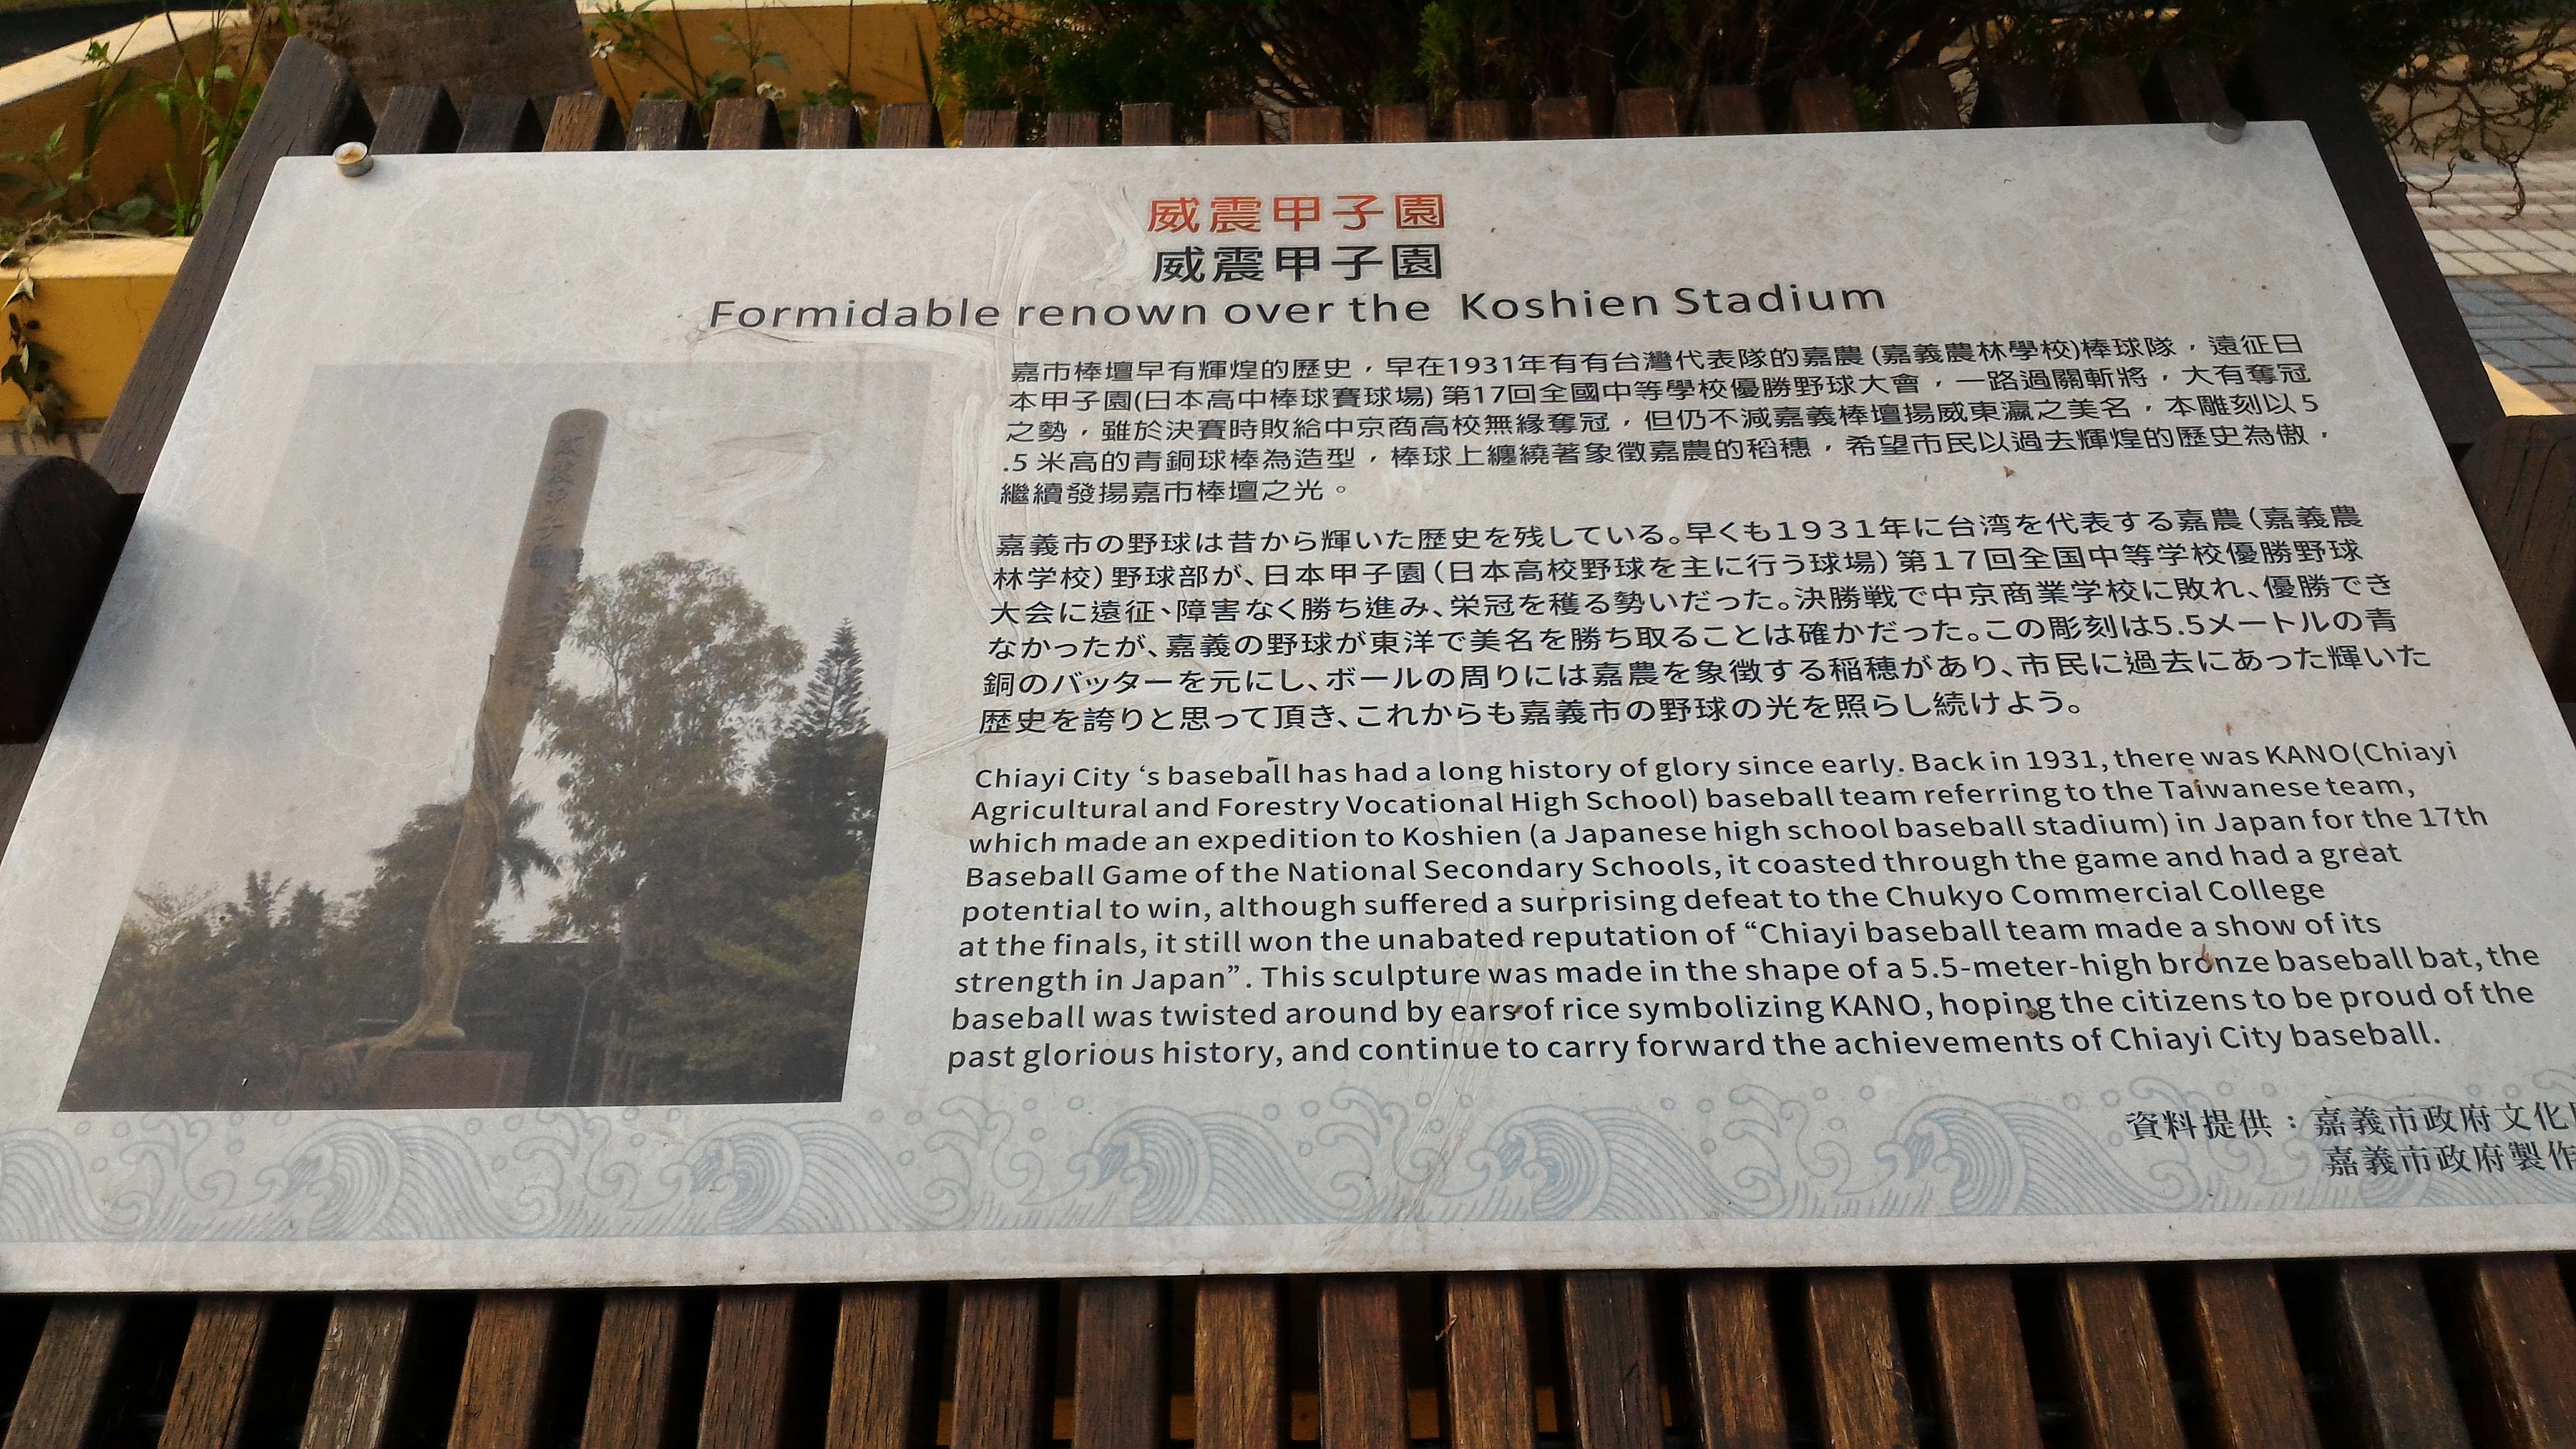 威震甲子園
威震甲子園
Formidable renown over the Koshien Stadium
嘉市棒壇早有輝煌的歷史，早在1931年有有台灣代表隊的嘉農(嘉義農林學校)棒球隊，遠征日
本甲子園(日本高中棒球賽球場)第17回全國中等學校優勝野球大會，一路過關斬將，大有奪冠
之勢，雖於決賽時敗給中京商高校無緣奪冠，但仍不減嘉義棒壇揚威東瀛之美名，本雕刻以5
.5米高的青銅球棒為造型，棒球上纏繞著象徵嘉農的稻穗，希望市民以過去輝煌的歷史為傲，
繼續發揚嘉市棒壇之光。
嘉義市の野球は昔から輝いた歴史を残している。早くも１９３１年に台湾を代表する嘉農（嘉義農
林学校）野球部が、日本甲子園（日本高校野球を主に行う球場）第１７回全国中等学校優勝野球
大会に遠征、障害なく勝ち進み、栄冠を穫る勢いだった。決勝戦で中京商業学校に敗れ、優勝でき
なかったが、嘉義の野球が東洋で美名を勝ち取ることは確かだった。この彫刻は5.5メートルの青
銅のバッターを元にし、ボールの周りには嘉農を象徴する稲穂があり、市民に過去にあった輝いた
歴史を誇りと思って頂き、これからも嘉義市の野球の光を照らし続けよう。
Chiayi City ‘s baseball has had a long history of glory since early. Back in 1931, there was KANO(Chiayi
Agricultural and Forestry Vocational High School) baseball team referring to the Taiwanese team,
which made an expedition to Koshien (a Japanese high school baseball stadium) in Japan for the 17th
Baseball Game of the National Secondary Schools, it coasted through the game and had a great
potential to win, although suffered a surprising defeat to the Chukyo Commercial College
at the finals, it still won the unabated reputation of “Chiayi baseball team made a show of its
strength in Japan” . This sculpture was made in the shape of a 5.5-meter-high bronze baseball bat, the
baseball was twisted around by ears of rice symbolizing KANO, hoping the citizens to be proud of the
past glorious history, and continue to carry forward the achievements of Chiayi City baseball.
資料提供：嘉義市政府文化
嘉義市政府製作